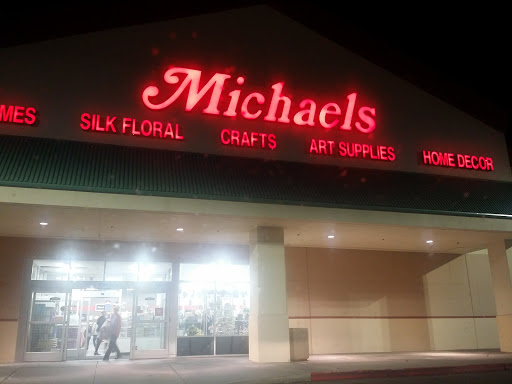 Michaels
MES SILK FLORAL CRAFTS ART SUPPLIES HOME DECOR